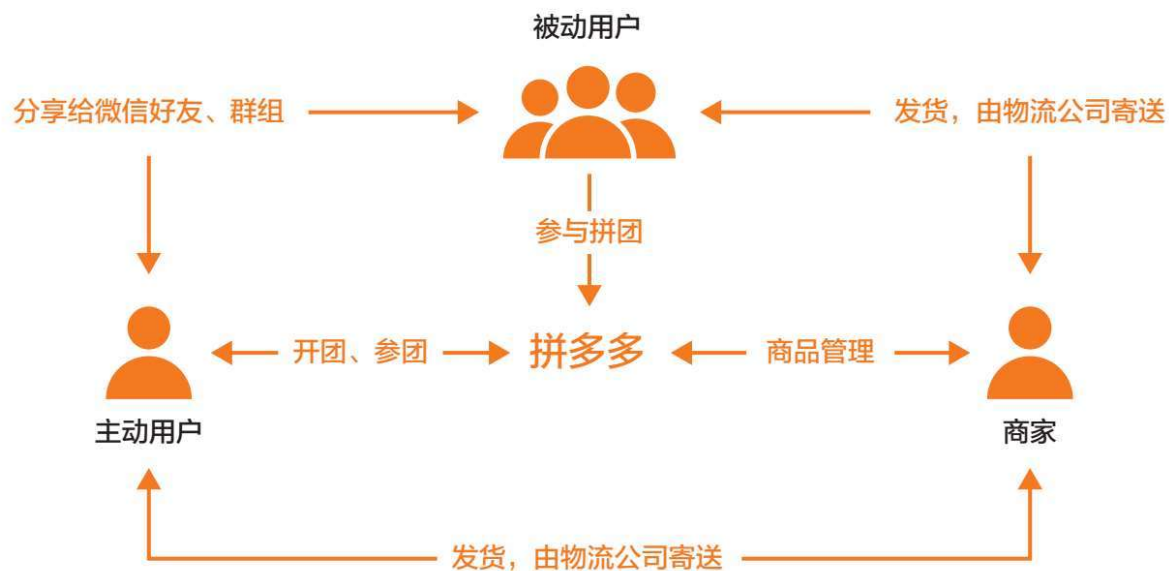 被动用户
分享给微信好友、群组
发货，由物流公司寄送
参与拼团
开团、参团
拼多多
商品管理
主动用户
商家
发货，由物流公司寄送